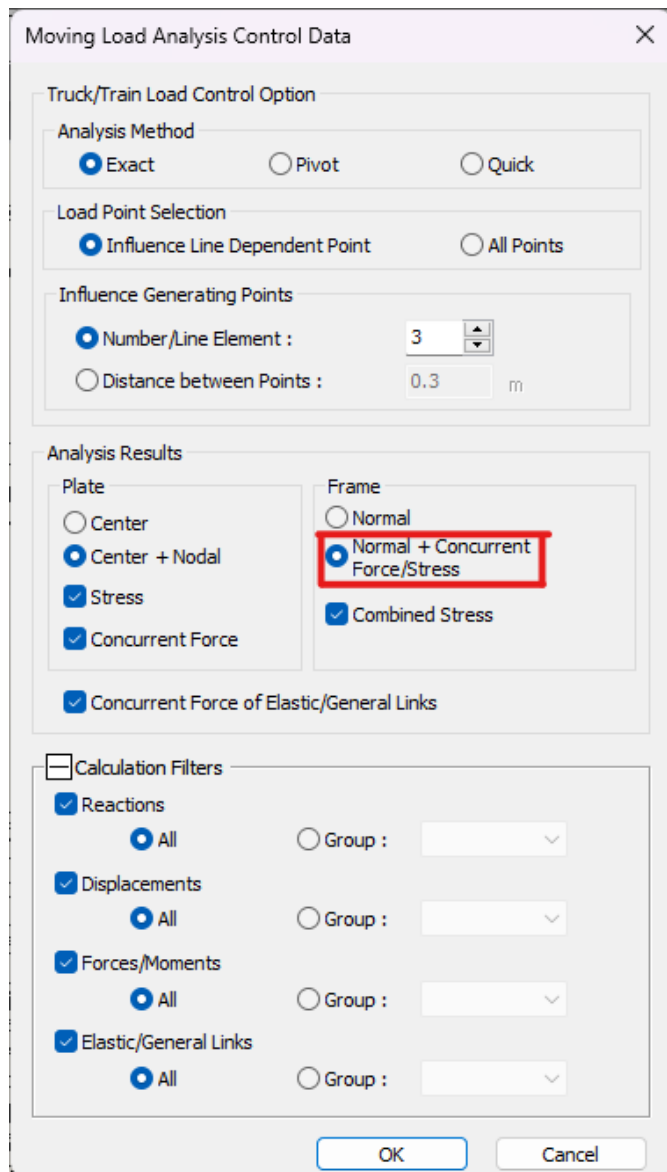 Moving Load Analysis Control Data
Truck/Train Load Control Option
Analysis Method
Exact Pivot Quick
Load Point Selection
Influence Line Dependent Point All Points
Influence Generating Points
Number/Line Element : 3
Distance between Points : 0.3 m
Analysis Results
Plate
Center
Center + Nodal
Stress
Concurrent Force
Frame
Normal
Normal + Concurrent
Force/Stress
Combined Stress
Concurrent Force of Elastic/General Links
Calculation Filters
Reactions
All Group :
Displacements
All Group :
Forces/Moments
All Group :
Elastic/General Links
All Group :
OK Cancel